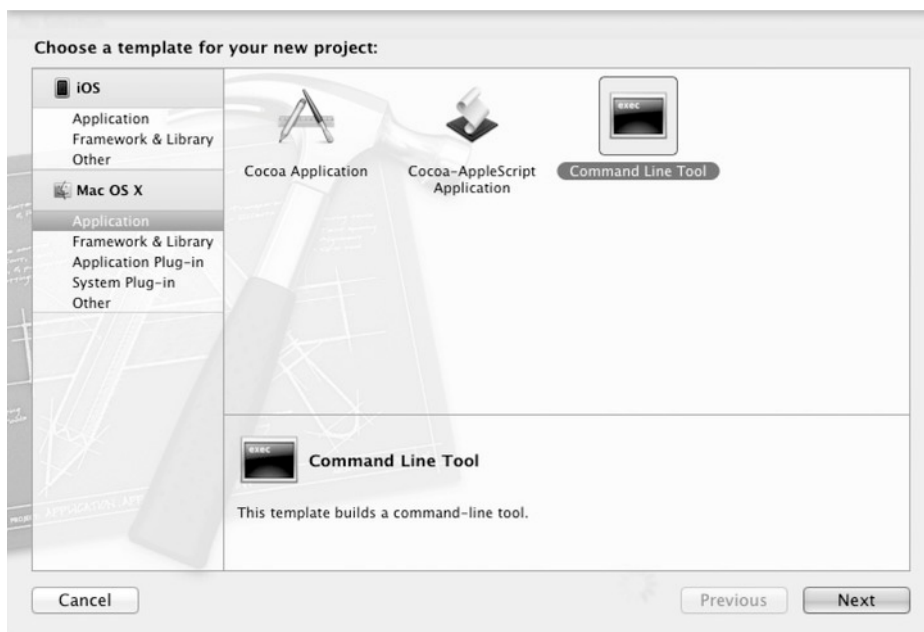 Choose a template for your new project:
iOS
Application
Framework & Library
Other
Mac OS X
Application
Framework & Library
Application Plug-in
System Plug-in
Other
Cocoa Application
Cocoa-AppleScript
Application
exec
Command Line Tool
exec
Command Line Tool
This template builds a command-line tool.
Cancel
Previous
Next